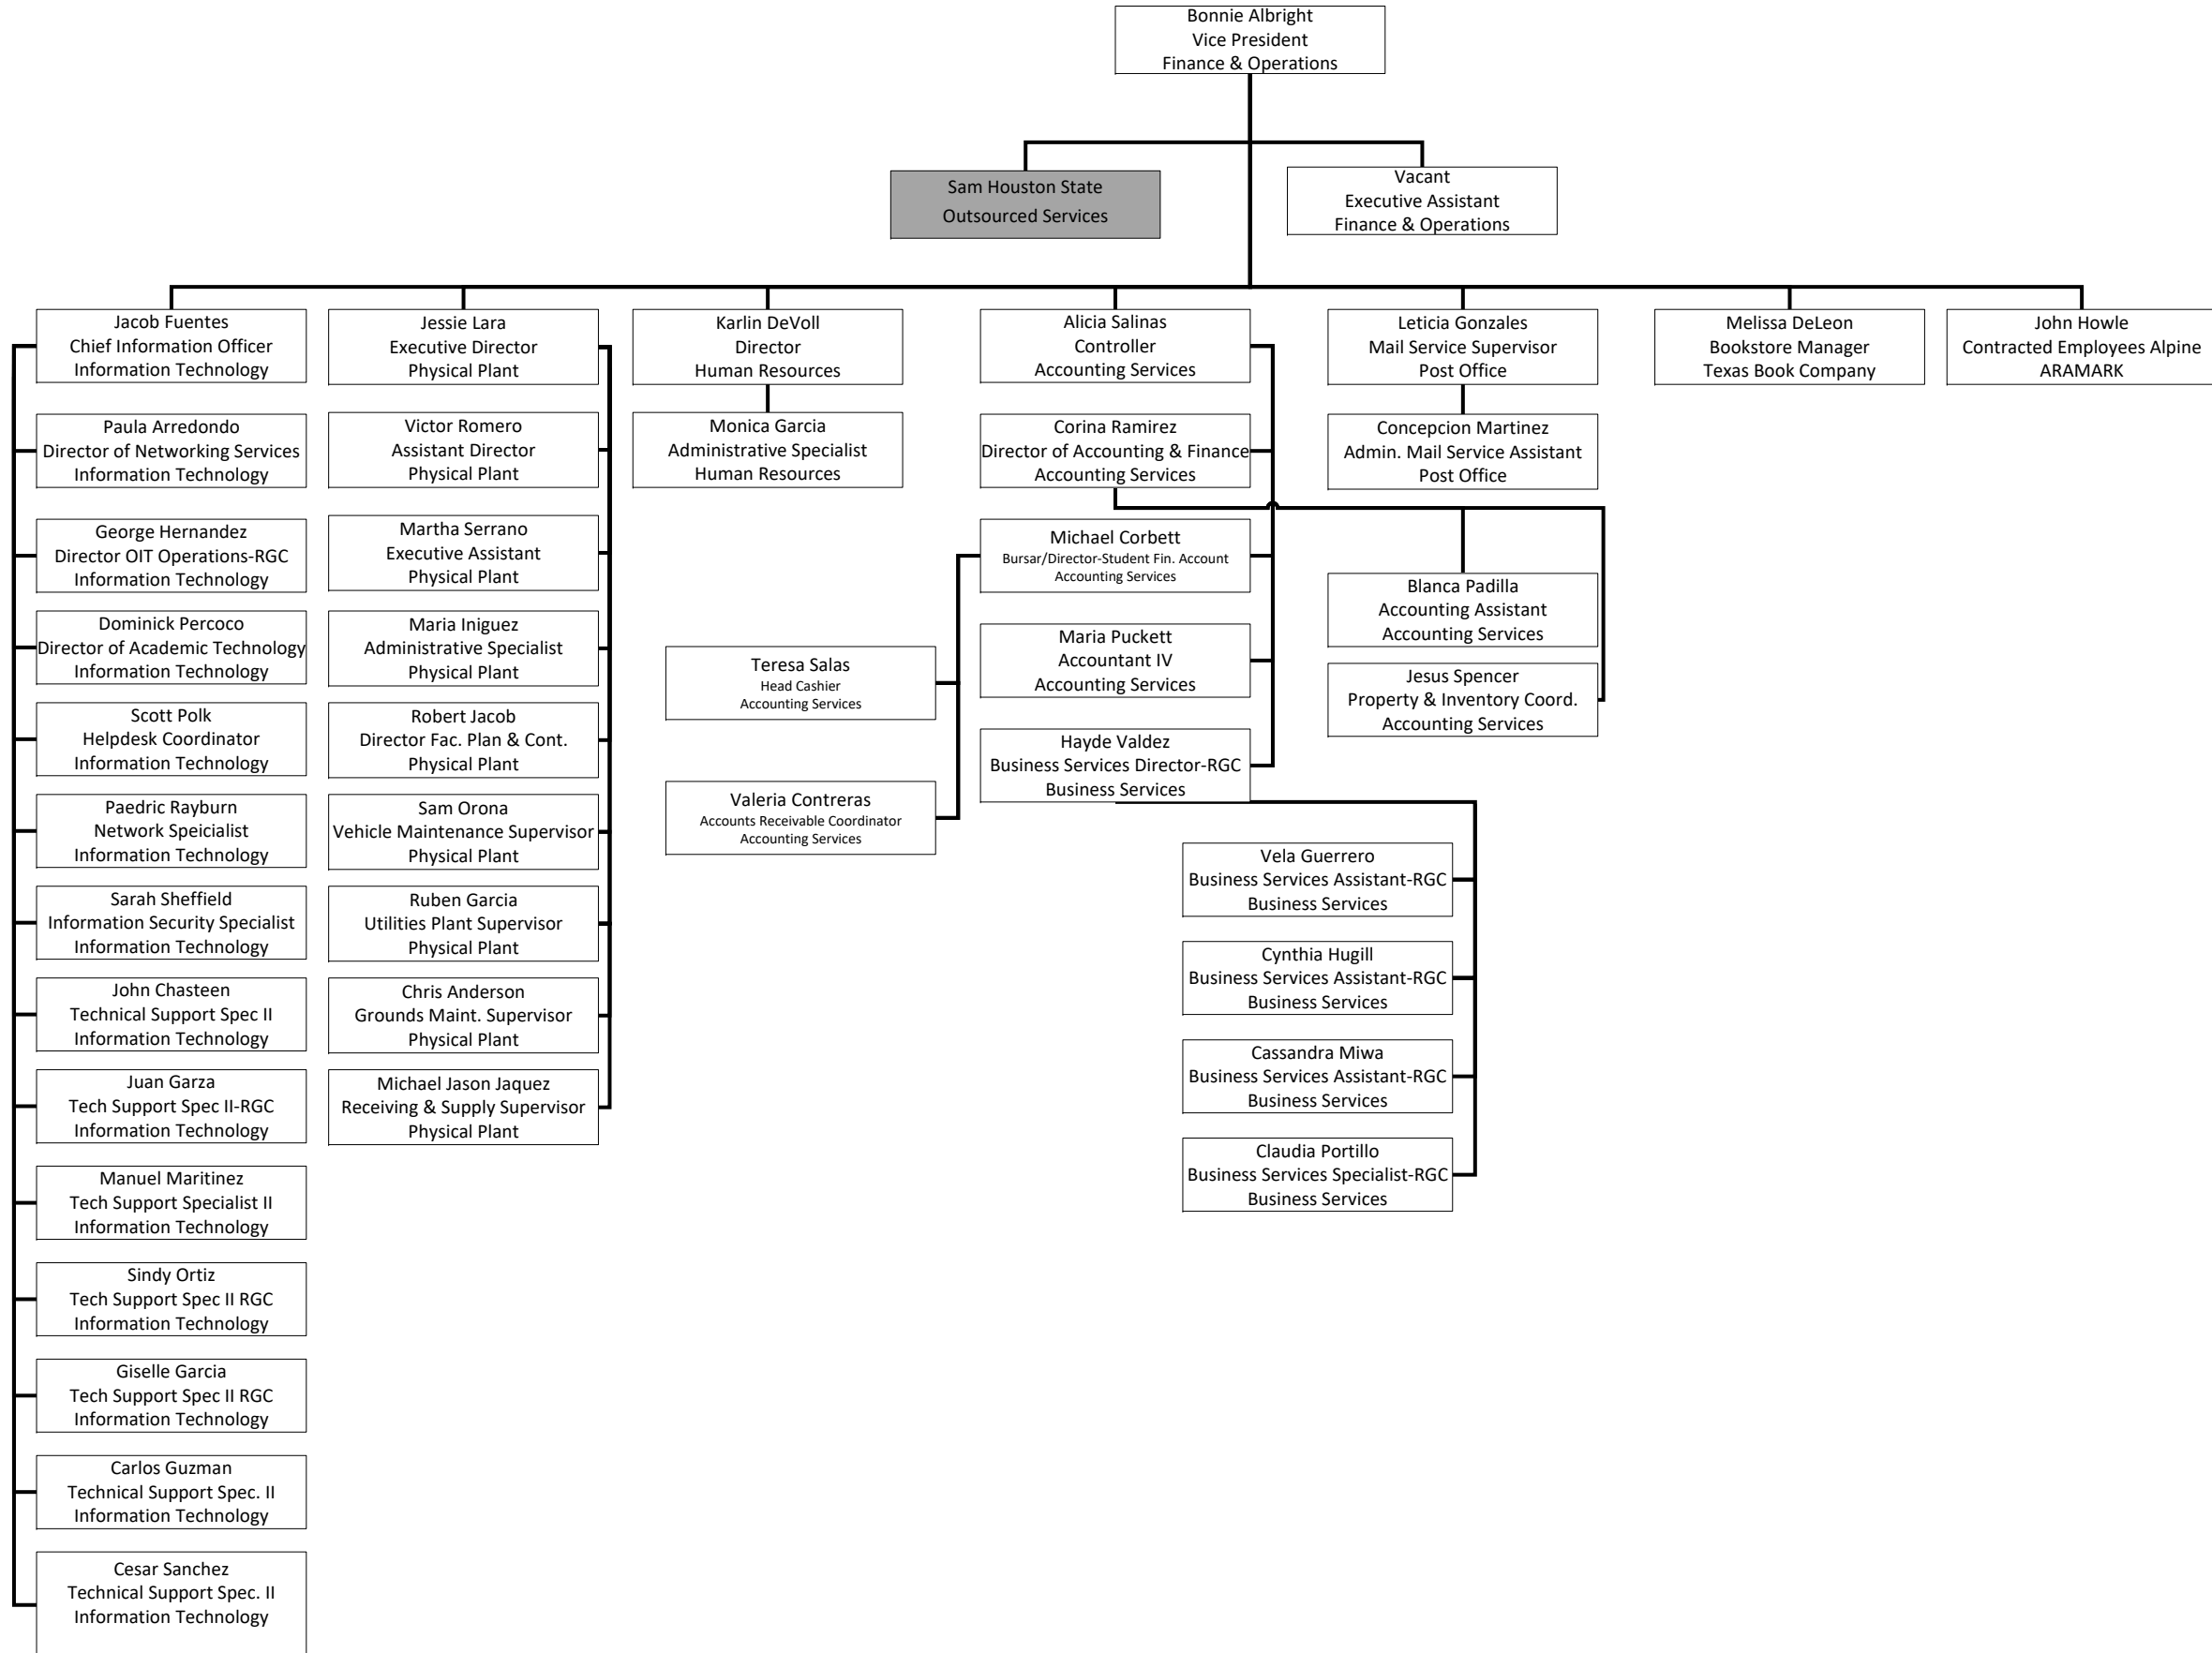 Bonnie Albright
Vice President
Finance & Operations
Sam Houston State
Outsourced Services
Vacant
Executive Assistant
Finance & Operations
Jacob Fuentes
Chief Information Officer
Information Technology
Paula Arredondo
Director of Networking Services
Information Technology
George Hernandez
Director OIT Operations-RGC
Information Technology
Dominick Percoco
Director of Academic Technology
Information Technology
Scott Polk
Helpdesk Coordinator
Information Technology
Paedric Rayburn
Network Speicialist
Information Technology
Sarah Sheffield
Information Security Specialist
Information Technology
John Chasteen
Technical Support Spec II
Information Technology
Juan Garza
Tech Support Spec II-RGC
Information Technology
Manuel Maritinez
Tech Support Specialist II
Information Technology
Sindy Ortiz
Tech Support Spec II RGC
Information Technology
Giselle Garcia
Tech Support Spec II RGC
Information Technology
Carlos Guzman
Technical Support Spec. II
Information Technology
Cesar Sanchez
Technical Support Spec. II
Information Technology
Jessie Lara
Executive Director
Physical Plant
Victor Romero
Assistant Director
Physical Plant
Martha Serrano
Executive Assistant
Physical Plant
Maria Iniguez
Administrative Specialist
Physical Plant
Robert Jacob
Director Fac. Plan & Cont.
Physical Plant
Sam Orona
Vehicle Maintenance Supervisor
Physical Plant
Ruben Garcia
Utilities Plant Supervisor
Physical Plant
Chris Anderson
Grounds Maint. Supervisor
Physical Plant
Michael Jason Jaquez
Receiving & Supply Supervisor
Physical Plant
Karlin DeVoll
Director
Human Resources
Monica Garcia
Administrative Specialist
Human Resources
Alicia Salinas
Controller
Accounting Services
Corina Ramirez
Director of Accounting & Finance
Accounting Services
Michael Corbett
Bursar/Director-Student Fin. Account
Accounting Services
Teresa Salas
Head Cashier
Accounting Services
Valeria Contreras
Accounts Receivable Coordinator
Accounting Services
Maria Puckett
Accountant IV
Accounting Services
Hayde Valdez
Business Services Director-RGC
Business Services
Vela Guerrero
Business Services Assistant-RGC
Business Services
Cynthia Hugill
Business Services Assistant-RGC
Business Services
Cassandra Miwa
Business Services Assistant-RGC
Business Services
Claudia Portillo
Business Services Specialist-RGC
Business Services
Leticia Gonzales
Mail Service Supervisor
Post Office
Concepcion Martinez
Admin. Mail Service Assistant
Post Office
Blanca Padilla
Accounting Assistant
Accounting Services
Jesus Spencer
Property & Inventory Coord.
Accounting Services
Melissa DeLeon
Bookstore Manager
Texas Book Company
John Howle
Contracted Employees Alpine
ARAMARK